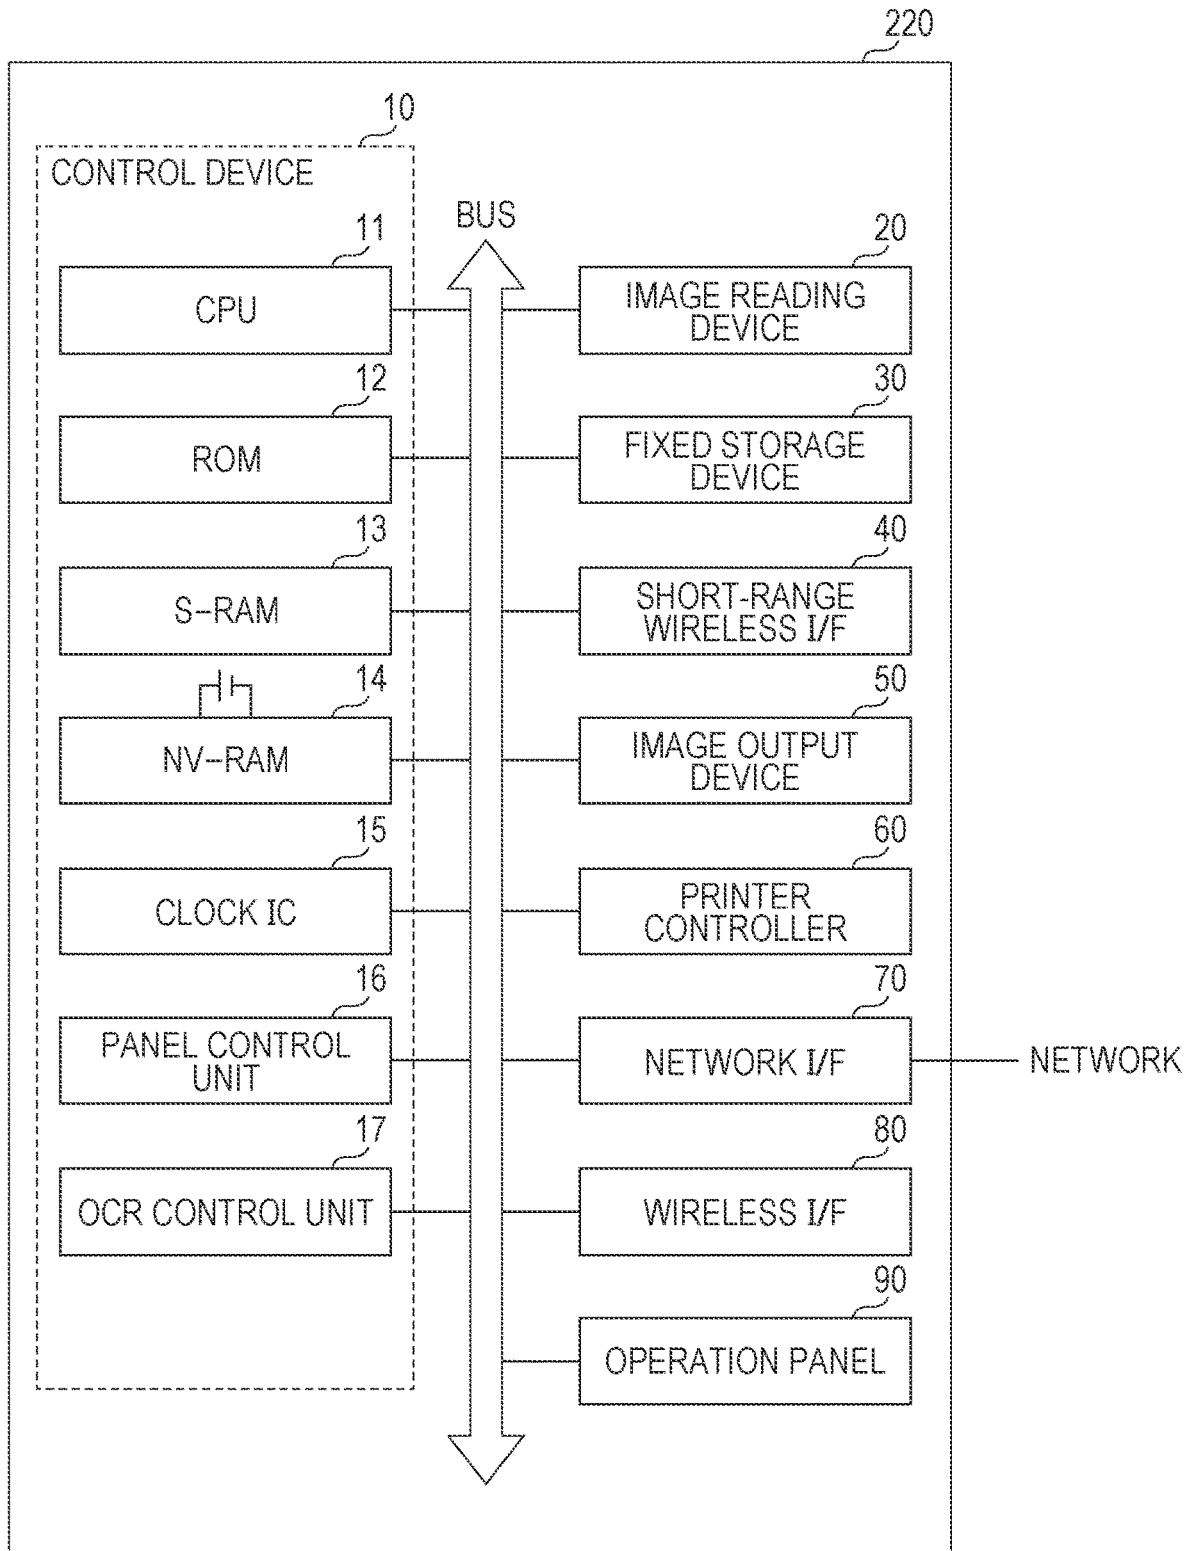 220
10
CONTROL DEVICE
BUS
11
CPU
12
ROM
13
S-RAM
14
NV-RAM
15
CLOCK IC
16
PANEL CONTROL
UNIT
17
OCR CONTROL UNIT
20
IMAGE READING
DEVICE
30
FIXED STORAGE
DEVICE
40
SHORT-RANGE
WIRELESS I/F
50
IMAGE OUTPUT
DEVICE
60
PRINTER
CONTROLLER
70
NETWORK I/F
NETWORK
80
WIRELESS I/F
90
OPERATION PANEL